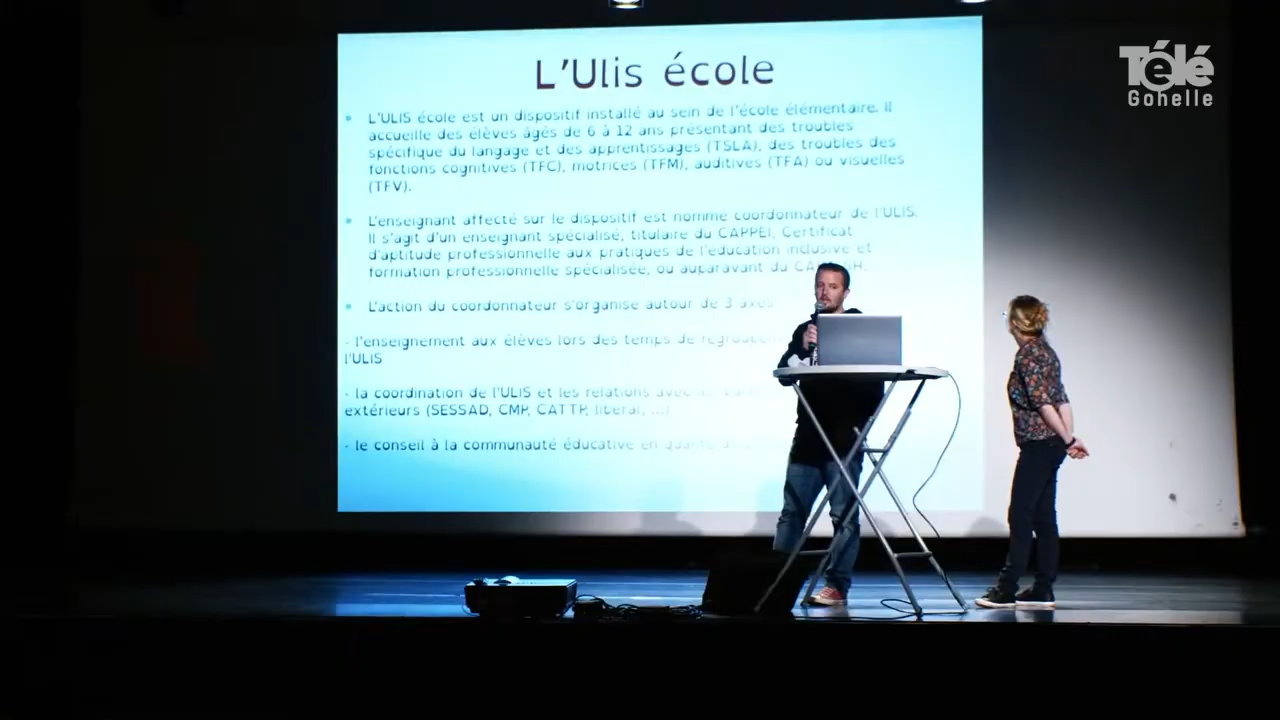 L'Ulis école
L'ULIS école est un dispositif installé au sein de l'école élémentaire. Il
accueille des élèves âgés de 6 à 12 ans présentant des troubles
spécifique du langage et des apprentissages (TSLA), des troubles des
fonctions cognitives (TFC), motrices (TFM), auditives (TFA) ou visuelles
(TFV).
L'enseignant affecté sur le dispositif est nommé coordonnateur de l'ULIS.
Il s'agit d'un enseignant spécialisé, titulaire du CAPPEI, Certificat
d'aptitude professionnelle aux pratiques de l'éducation inclusive et
formation professionnelle spécialisée, ou auparavant du
L'action du coordonnateur s'organise autour de 3 axes
- l'enseignement aux élèves lors des temps de
l'ULIS
- la coordination de l'ULIS et les relations avec
extérieurs (SESSAD, CMP, CATTP, libéral, ...)
- le conseil à la communauté éducative en qualité
Télé
Gohelle